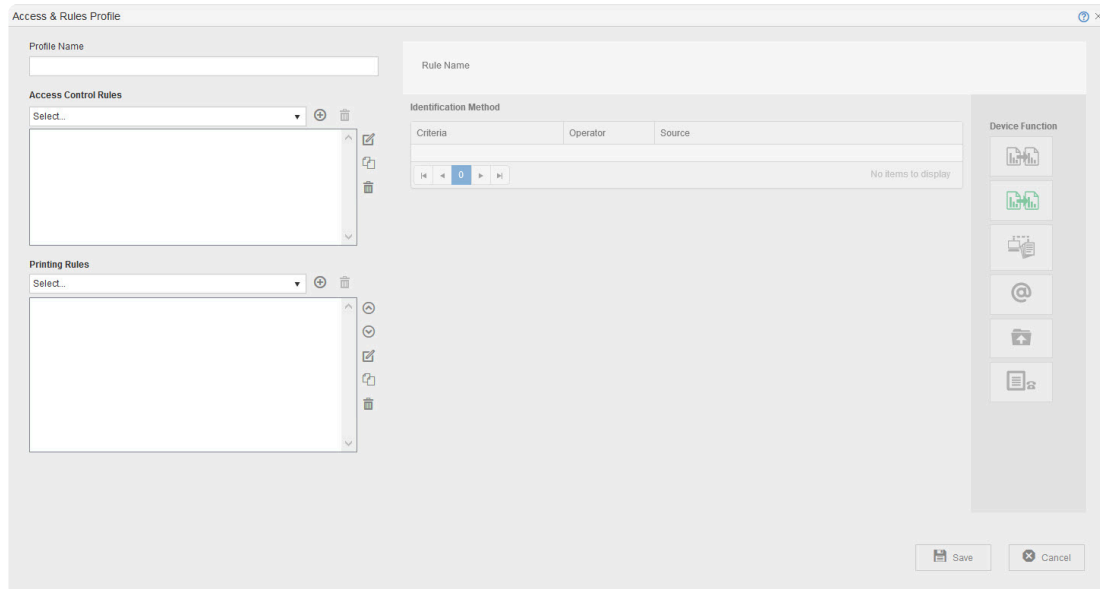 Access & Rules Profile
Profile Name
Rule Name
Access Control Rules
Select...
Identification Method
Criteria Operator Source
0
No items to display
Device Function
@
Printing Rules
Select...
Save
Cancel